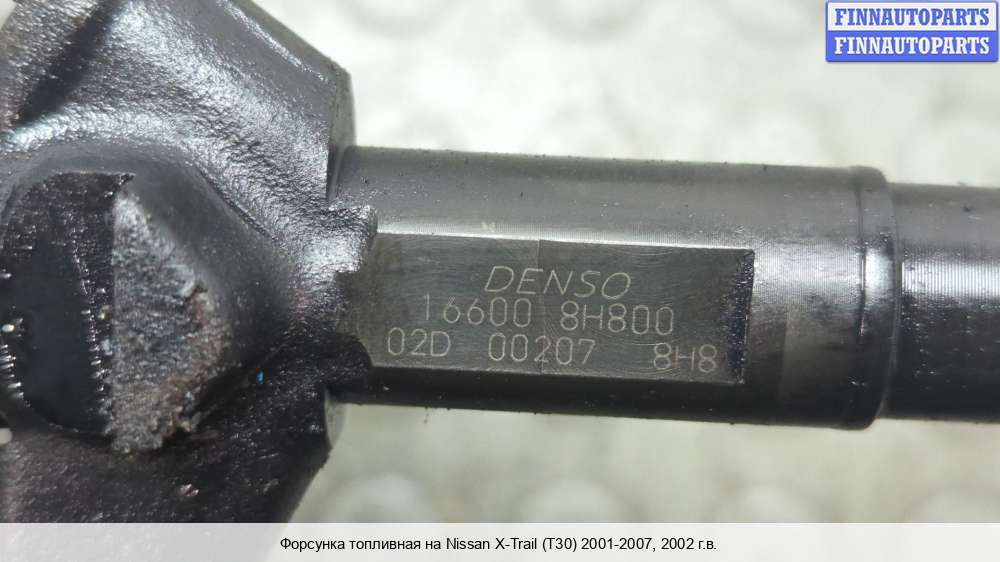 FINNAUTOPARTS
FINNAUTOPARTS
DENSO
16600 8H800
02D 00207 8H8
Форсунка топливная на Nissan X-Trail (T30) 2001-2007, 2002 г.в.